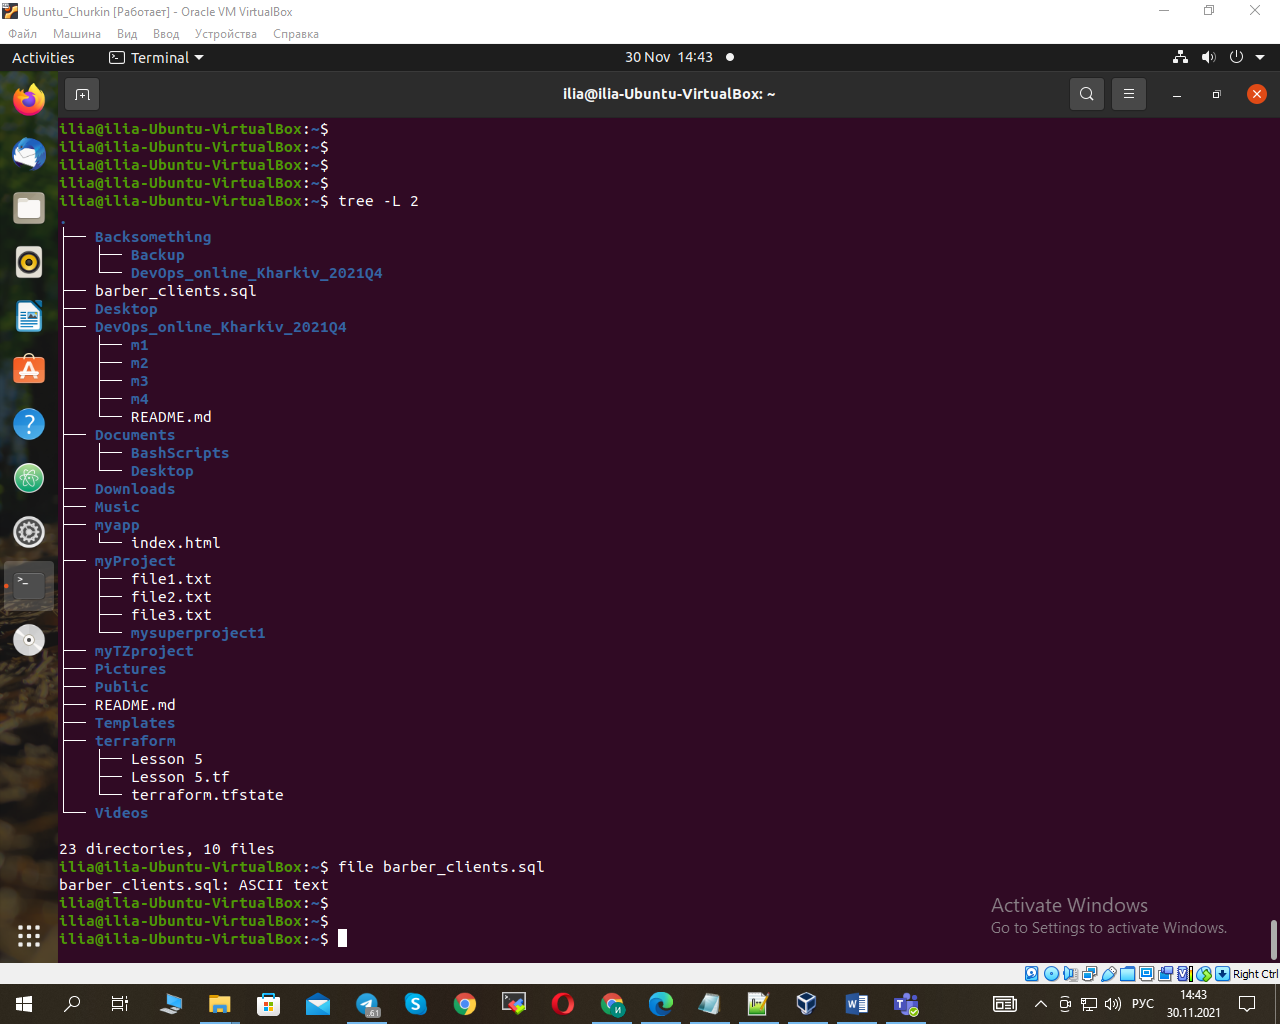 Ubuntu_Churkin [Работает] - Oracle VM VirtualBox
Файл Машина Вид Ввод Устройства Справка
Activities Terminal 30 Nov 14:43
ilia@ilia-Ubuntu-VirtualBox: ~
ilia@ilia-Ubuntu-VirtualBox:~$
ilia@ilia-Ubuntu-VirtualBox:~$
ilia@ilia-Ubuntu-VirtualBox:~$
ilia@ilia-Ubuntu-VirtualBox:~$
ilia@ilia-Ubuntu-VirtualBox:~$ tree -L 2
.
├── Backsomething
│   ├── Backup
│   └── DevOps_online_Kharkiv_2021Q4
├── barber_clients.sql
├── Desktop
├── DevOps_online_Kharkiv_2021Q4
│   ├── m1
│   ├── m2
│   ├── m3
│   ├── m4
│   └── README.md
├── Documents
│   ├── BashScripts
│   └── Desktop
├── Downloads
├── Music
├── myapp
│   └── index.html
├── myProject
│   ├── file1.txt
│   ├── file2.txt
│   ├── file3.txt
│   └── mysuperproject1
├── myTZproject
├── Pictures
├── Public
├── README.md
├── Templates
├── terraform
│   ├── Lesson 5
│   ├── Lesson 5.tf
│   └── terraform.tfstate
└── Videos
23 directories, 10 files
ilia@ilia-Ubuntu-VirtualBox:~$ file barber_clients.sql
barber_clients.sql: ASCII text
ilia@ilia-Ubuntu-VirtualBox:~$
ilia@ilia-Ubuntu-VirtualBox:~$
ilia@ilia-Ubuntu-VirtualBox:~$
Activate Windows
Go to Settings to activate Windows.
Right Ctrl
РУС
14:43
30.11.2021